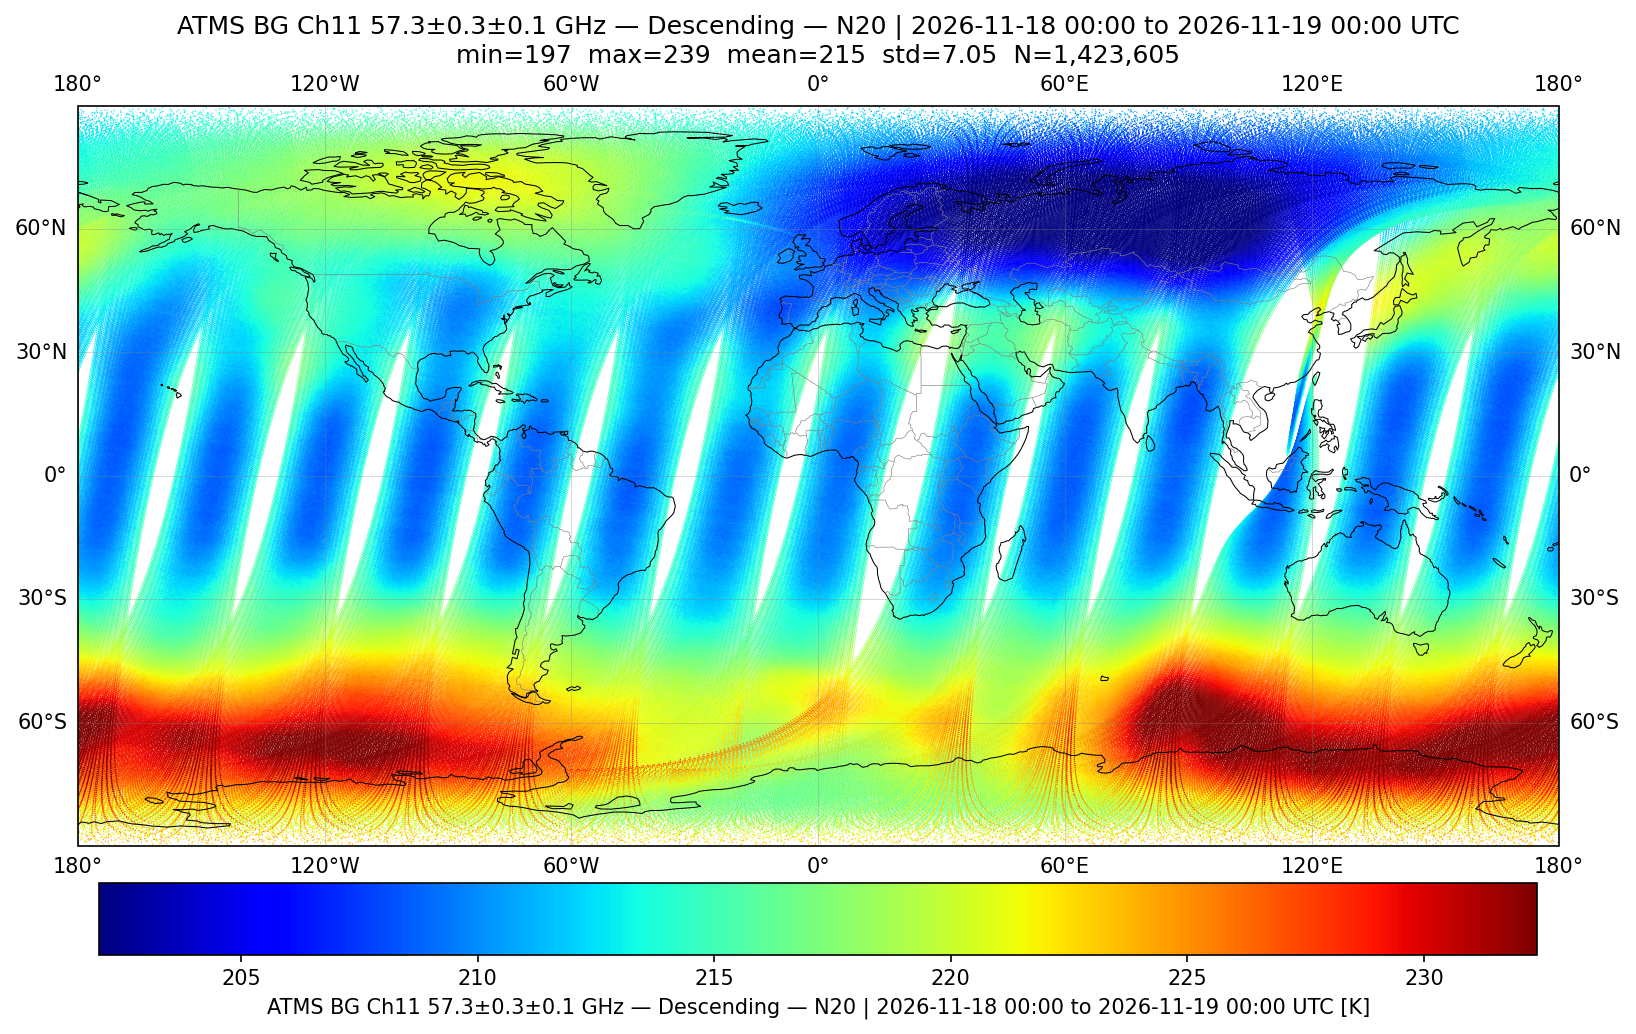 ATMS BG Ch11 57.3±0.3±0.1 GHz — Descending — N20 | 2026-11-18 00:00 to 2026-11-19 00:00 UTC
min=197 max=239 mean=215 std=7.05 N=1,423,605
180° 120°W 60°W 0° 60°E 120°E 180°
60°N 60°N
30°N 30°N
0° 0°
30°S 30°S
60°S 60°S
180° 120°W 60°W 0° 60°E 120°E 180°
205 210 215 220 225 230
ATMS BG Ch11 57.3±0.3±0.1 GHz — Descending — N20 | 2026-11-18 00:00 to 2026-11-19 00:00 UTC [K]